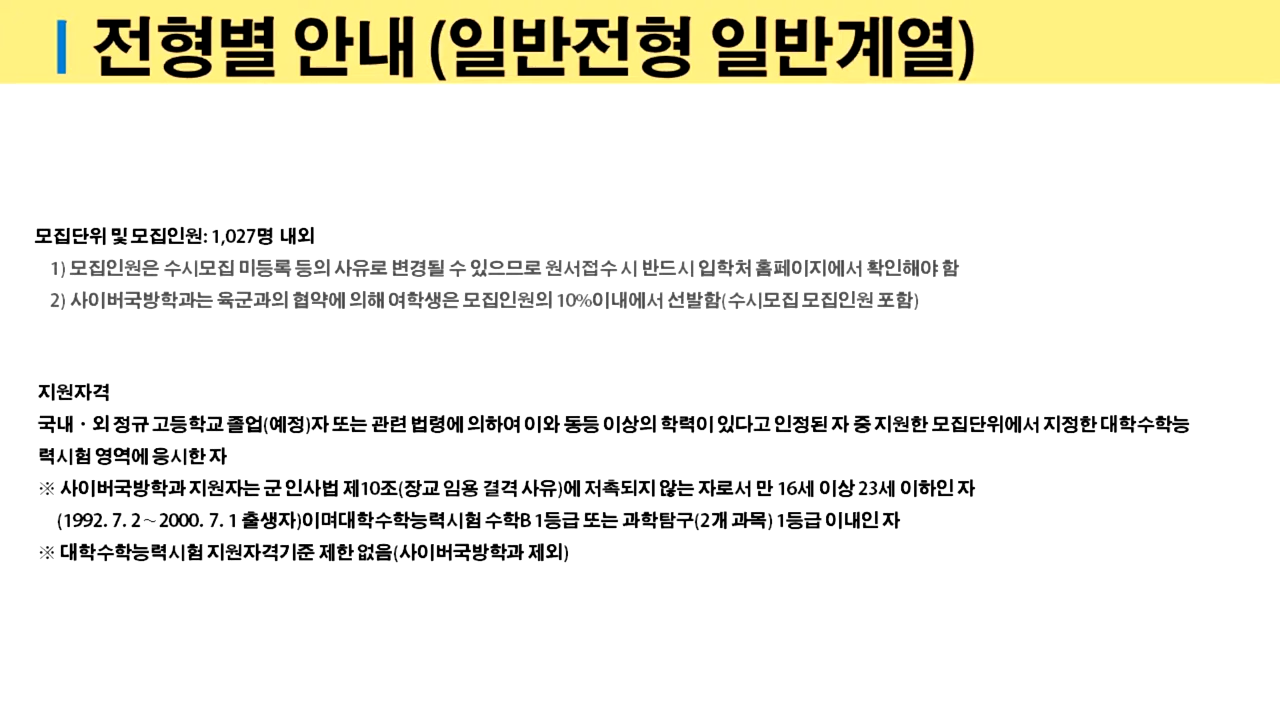 전형별 안내 (일반전형 일반계열)
모집단위 및 모집인원: 1,027명 내외
1) 모집인원은 수시모집 미등록 등의 사유로 변경될 수 있으므로 원서접수 시 반드시 입학처 홈페이지에서 확인해야 함
2) 사이버국방학과는 육군과의 협약에 의해 여학생은 모집인원의 10%이내에서 선발함(수시모집 모집인원 포함)
지원자격
국내·외 정규 고등학교 졸업(예정)자 또는 관련 법령에 의하여 이와 동등 이상의 학력이 있다고 인정된 자 중 지원한 모집단위에서 지정한 대학수학능
력시험 영역에 응시한 자
※ 사이버국방학과 지원자는 군 인사법 제10조(장교 임용 결격 사유)에 저촉되지 않는 자로서 만 16세 이상 23세 이하인 자
(1992. 7. 2～2000. 7. 1 출생자)이며대학수학능력시험 수학B 1등급 또는 과학탐구(2개 과목) 1등급 이내인 자
※ 대학수학능력시험 지원자격기준 제한 없음(사이버국방학과 제외)